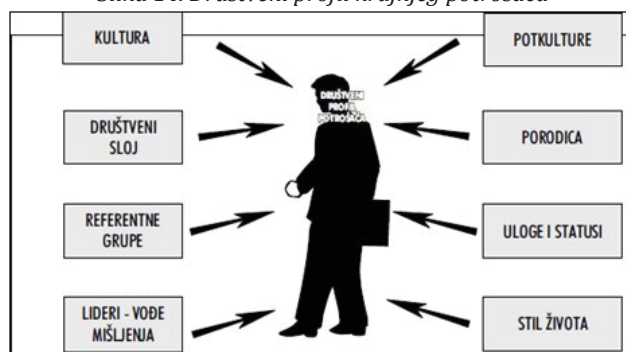 KULTURA
POTKULTURE
DRUŠTVENI
PROFIL
POTROŠAČA
DRUŠTVENI
SLOJ
PORODICA
REFERENTNE
GRUPE
ULOGE I STATUSI
LIDERI - VOĐE
MIŠLJENJA
STIL ŽIVOTA